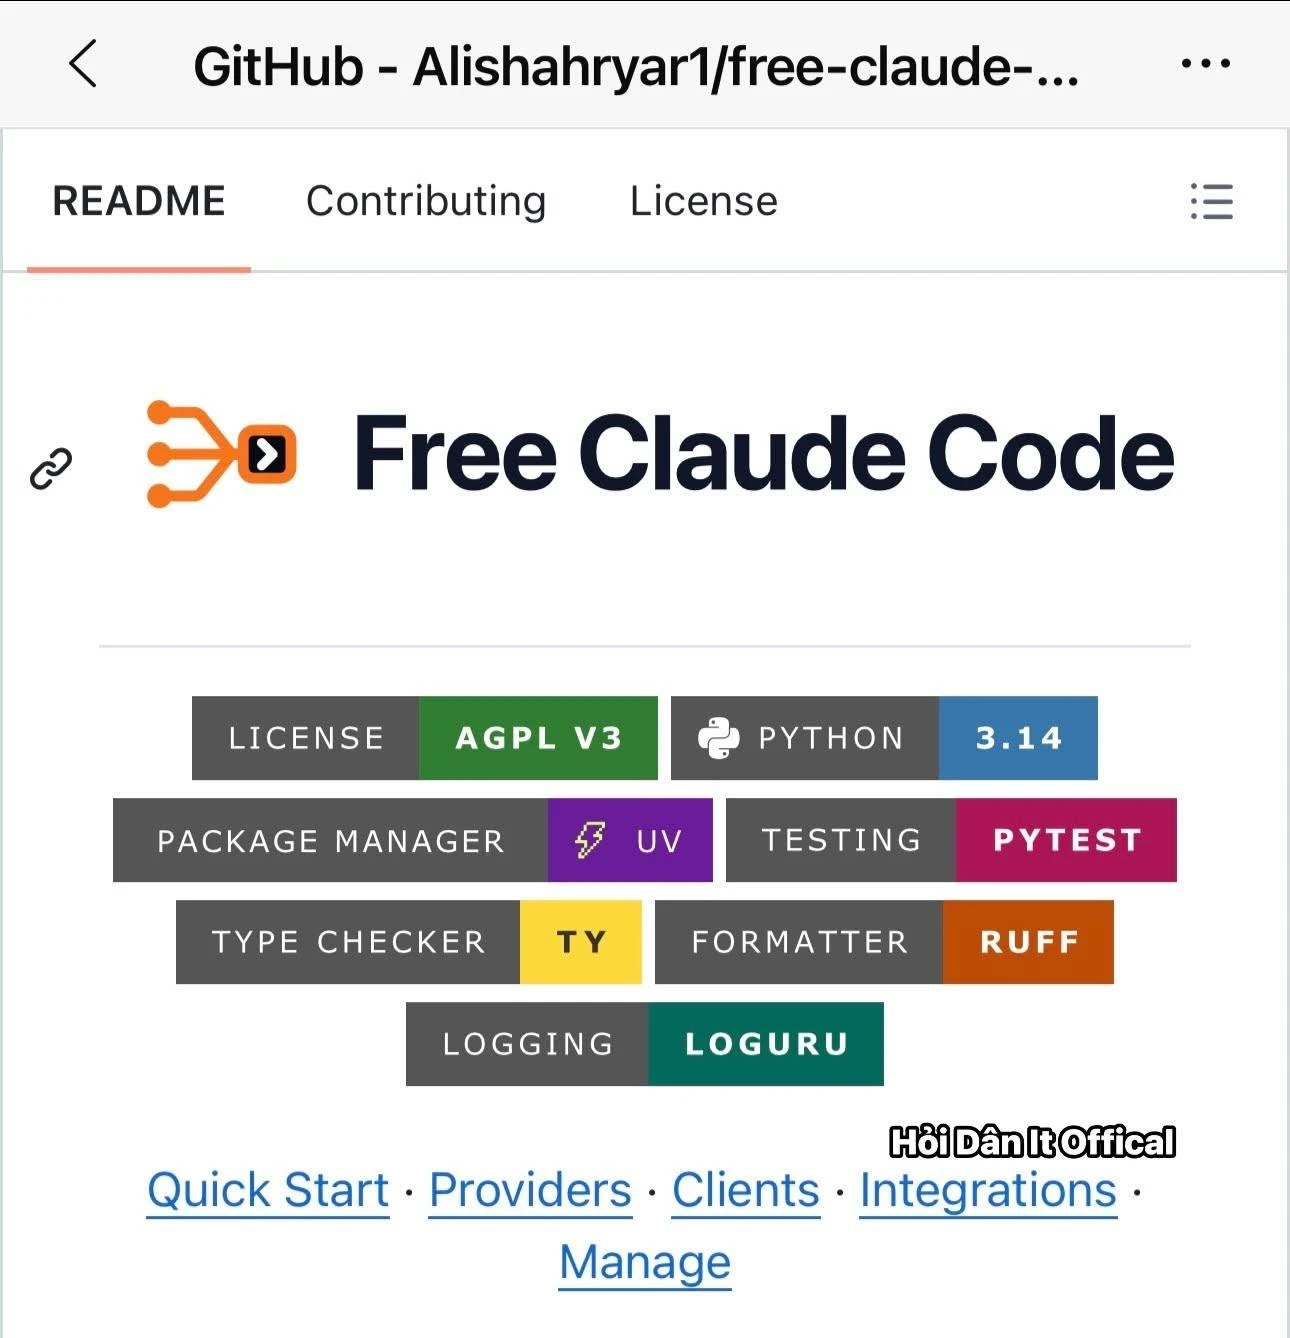 GitHub - Alishahryar1/free-claude-...
README Contributing License
Free Claude Code
LICENSE AGPL V3 PYTHON 3.14
PACKAGE MANAGER UV TESTING PYTEST
TYPE CHECKER TY FORMATTER RUFF
LOGGING LOGURU
Hỏi Dân It Offical
Quick Start · Providers · Clients · Integrations ·
Manage